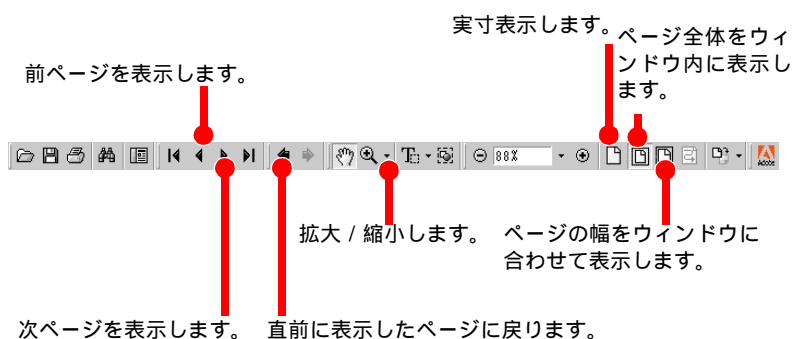 実寸表示します。
ページ全体をウィ
ンドウ内に表示し
ます。
前ページを表示します。
88%
Adobe
拡大 / 縮小します。
ページの幅をウィンドウに
合わせて表示します。
次ページを表示します。
直前に表示したページに戻ります。